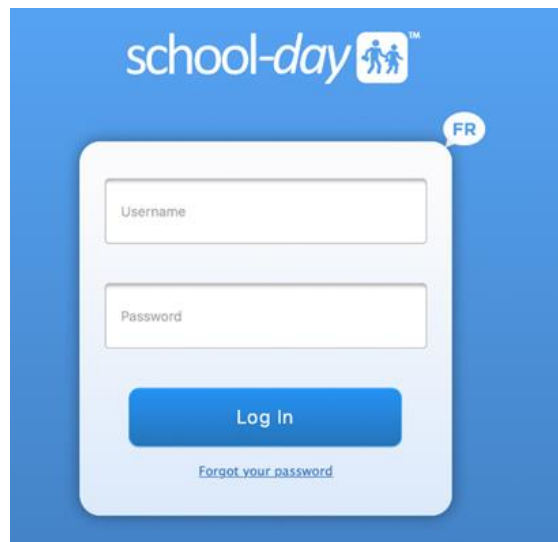 school-day™
FR
Username
Password
Log In
Forgot your password